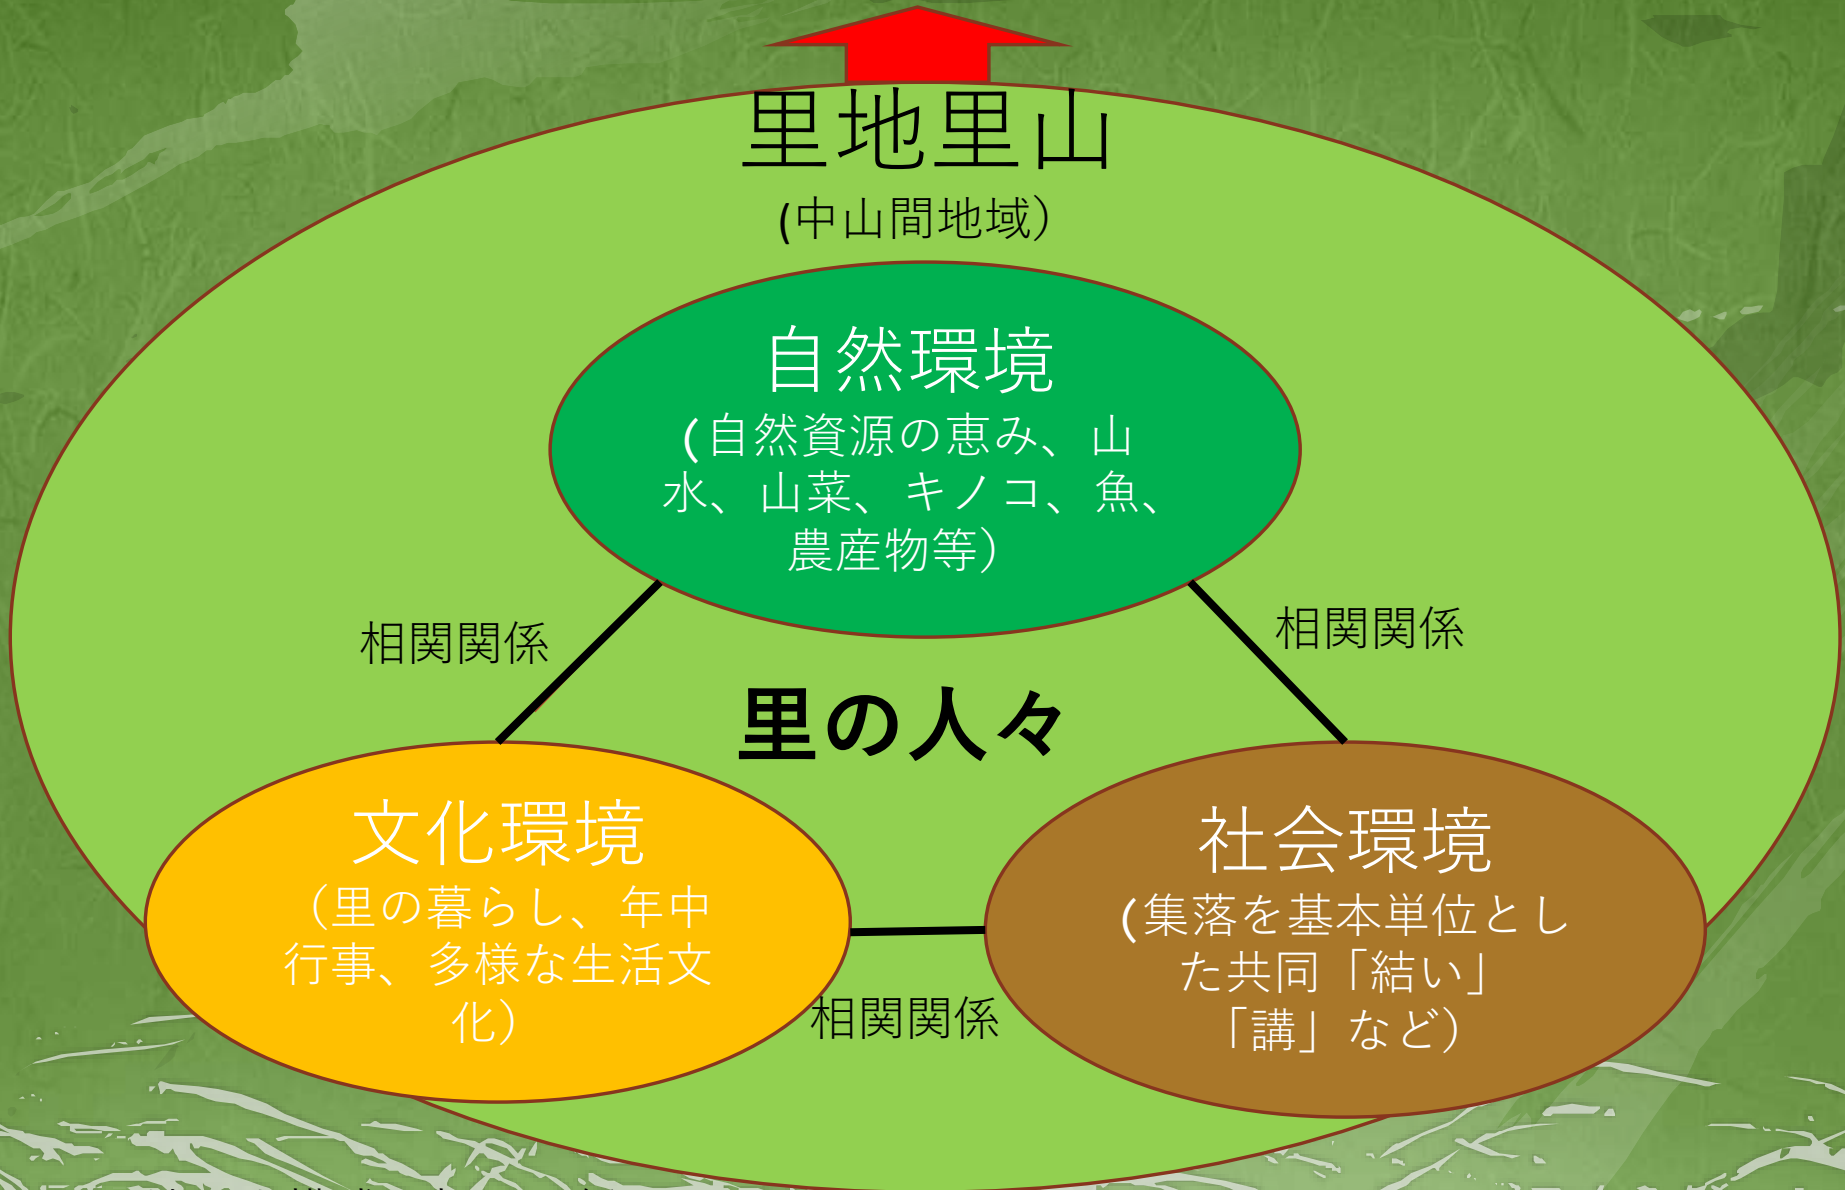 里地里山
(中山間地域）
自然環境
(自然資源の恵み、山
水、山菜、キノコ、魚、
農産物等）
相関関係
相関関係
里の人々
文化環境
（里の暮らし、年中
行事、多様な生活文
化）
社会環境
(集落を基本単位とし
た共同「結い」
「講」など）
相関関係